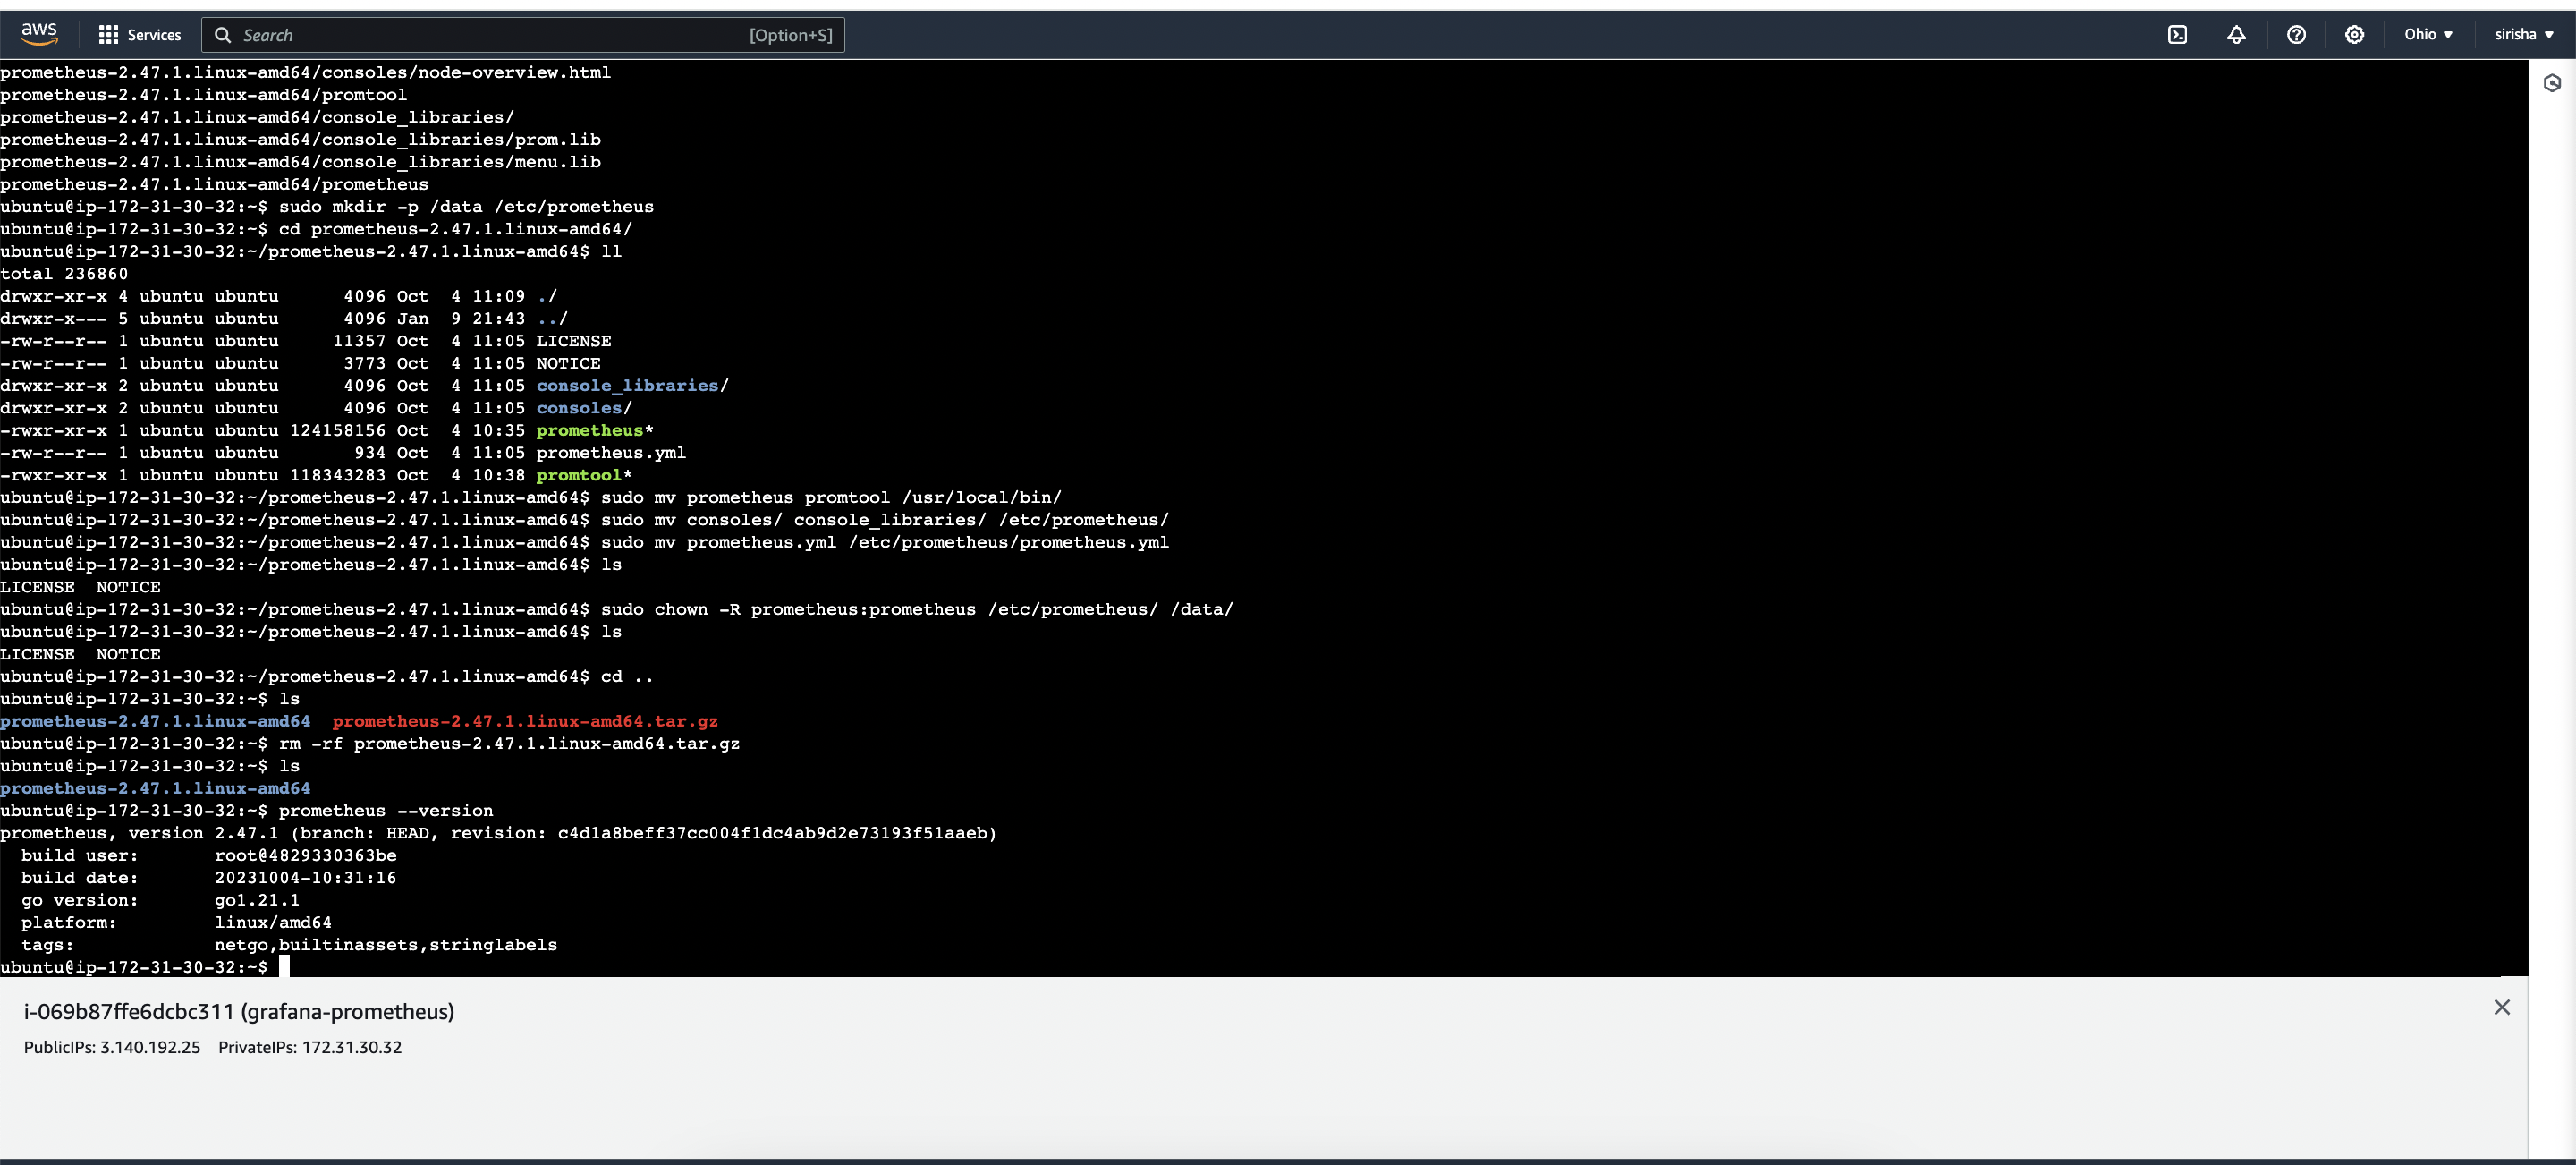 aws Services Search [Option+S] Ohio sirisha
prometheus-2.47.1.linux-amd64/consoles/node-overview.html
prometheus-2.47.1.linux-amd64/promtool
prometheus-2.47.1.linux-amd64/console_libraries/
prometheus-2.47.1.linux-amd64/console_libraries/prom.lib
prometheus-2.47.1.linux-amd64/console_libraries/menu.lib
prometheus-2.47.1.linux-amd64/prometheus
ubuntu@ip-172-31-30-32:~$ sudo mkdir -p /data /etc/prometheus
ubuntu@ip-172-31-30-32:~$ cd prometheus-2.47.1.linux-amd64/
ubuntu@ip-172-31-30-32:~/prometheus-2.47.1.linux-amd64$ ll
total 236860
drwxr-xr-x 4 ubuntu ubuntu      4096 Oct  4 11:09 ./
drwxr-x--- 5 ubuntu ubuntu      4096 Jan  9 21:43 ../
-rw-r--r-- 1 ubuntu ubuntu     11357 Oct  4 11:05 LICENSE
-rw-r--r-- 1 ubuntu ubuntu      3773 Oct  4 11:05 NOTICE
drwxr-xr-x 2 ubuntu ubuntu      4096 Oct  4 11:05 console_libraries/
drwxr-xr-x 2 ubuntu ubuntu      4096 Oct  4 11:05 consoles/
-rwxr-xr-x 1 ubuntu ubuntu 124158156 Oct  4 10:35 prometheus*
-rw-r--r-- 1 ubuntu ubuntu       934 Oct  4 11:05 prometheus.yml
-rwxr-xr-x 1 ubuntu ubuntu 118343283 Oct  4 10:38 promtool*
ubuntu@ip-172-31-30-32:~/prometheus-2.47.1.linux-amd64$ sudo mv prometheus promtool /usr/local/bin/
ubuntu@ip-172-31-30-32:~/prometheus-2.47.1.linux-amd64$ sudo mv consoles/ console_libraries/ /etc/prometheus/
ubuntu@ip-172-31-30-32:~/prometheus-2.47.1.linux-amd64$ sudo mv prometheus.yml /etc/prometheus/prometheus.yml
ubuntu@ip-172-31-30-32:~/prometheus-2.47.1.linux-amd64$ ls
LICENSE  NOTICE
ubuntu@ip-172-31-30-32:~/prometheus-2.47.1.linux-amd64$ sudo chown -R prometheus:prometheus /etc/prometheus/ /data/
ubuntu@ip-172-31-30-32:~/prometheus-2.47.1.linux-amd64$ ls
LICENSE  NOTICE
ubuntu@ip-172-31-30-32:~/prometheus-2.47.1.linux-amd64$ cd ..
ubuntu@ip-172-31-30-32:~$ ls
prometheus-2.47.1.linux-amd64  prometheus-2.47.1.linux-amd64.tar.gz
ubuntu@ip-172-31-30-32:~$ rm -rf prometheus-2.47.1.linux-amd64.tar.gz
ubuntu@ip-172-31-30-32:~$ ls
prometheus-2.47.1.linux-amd64
ubuntu@ip-172-31-30-32:~$ prometheus --version
prometheus, version 2.47.1 (branch: HEAD, revision: c4d1a8beff37cc004f1dc4ab9d2e73193f51aaeb)
  build user:       root@4829330363be
  build date:       20231004-10:31:16
  go version:       go1.21.1
  platform:         linux/amd64
  tags:             netgo,builtinassets,stringlabels
ubuntu@ip-172-31-30-32:~$
i-069b87ffe6dcbc311 (grafana-prometheus)
PublicIPs: 3.140.192.25 PrivateIPs: 172.31.30.32